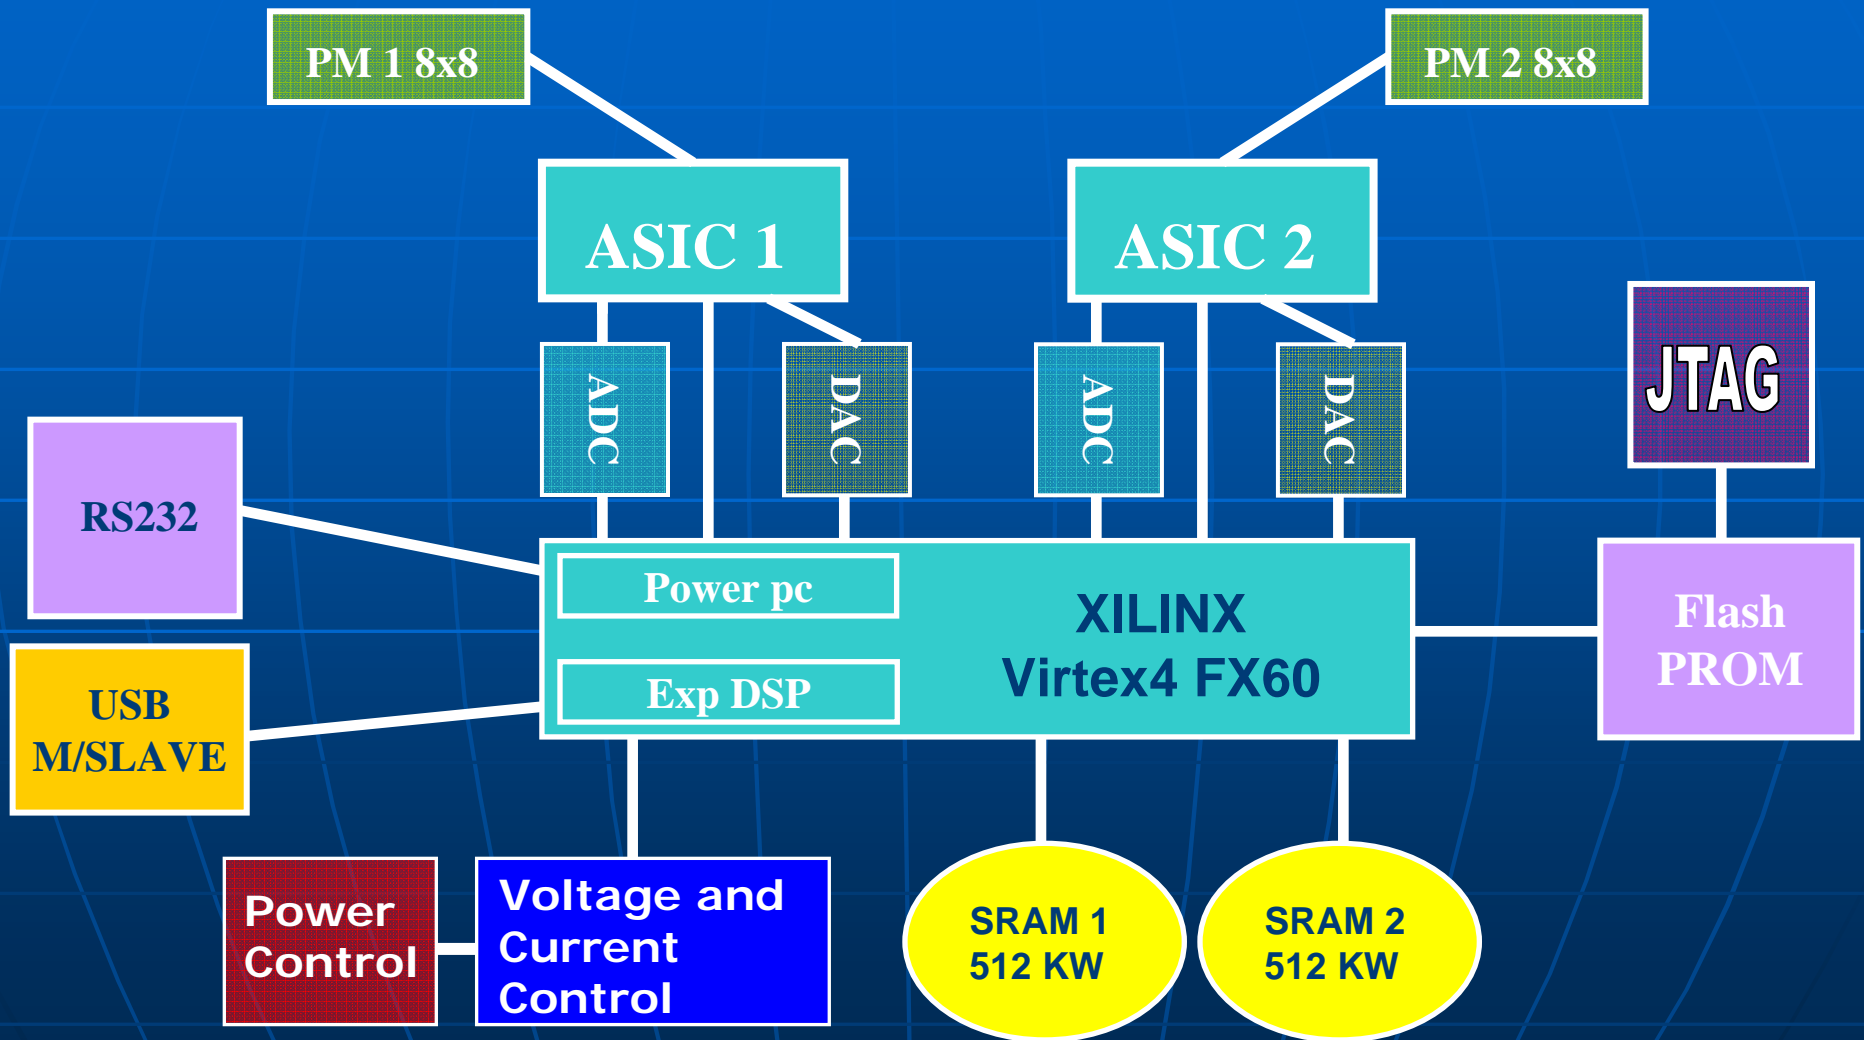 PM 1 8x8
PM 2 8x8
ASIC 1
ASIC 2
ADC
DAC
ADC
DAC
JTAG
RS232
Power pc
XILINX
Virtex4 FX60
Exp DSP
Flash
PROM
USB
M/SLAVE
Power
Control
Voltage and
Current
Control
SRAM 1
512 KW
SRAM 2
512 KW